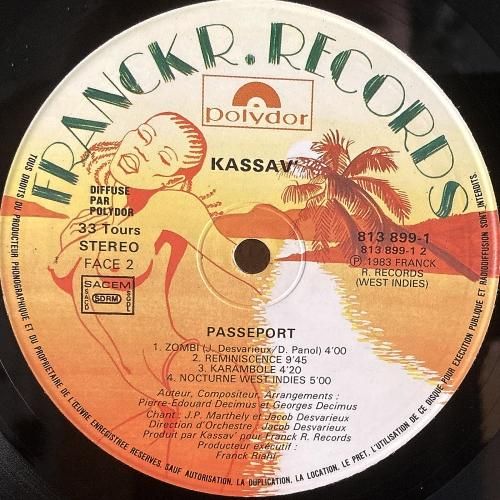 FRANCK R. RECORDS
polydor
KASSAV'
DIFFUSE
PAR
POLYDOR
33 Tours
STEREO
FACE 2
SACEM
SACD
SDRM
SGDL
813 899-1
813 899-1 2
Ⓟ 1983 FRANCK
R. RECORDS
(WEST INDIES)
PASSEPORT
1. ZOMBI (J. Desvarieux/D. Panol) 4'00
2. REMINISCENCE 9'45
3. KARAMBOLE 4'20
4. NOCTURNE WEST INDIES 5'00
Auteur, Compositeur, Arrangements :
Pierre-Edouard Decimus et Georges Decimus
Chant : J.P. Marthely et Jacob Desvarieux
Direction d'Orchestre : Jacob Desvarieux
Produit par Kassav' pour Franck R. Records
Producteur exécutif :
Franck Riahi
TOUS DROITS DU PRODUCTEUR PHONOGRAPHIQUE ET DU PROPRIETAIRE DE L'ŒUVRE ENREGISTREE RESERVES. SAUF AUTORISATION, LA DUPLICATION, LA LOCATION, LE PRET, L'UTILISATION DE CE DISQUE POUR EXECUTION PUBLIQUE ET RADIODIFFUSION SONT INTERDITS.